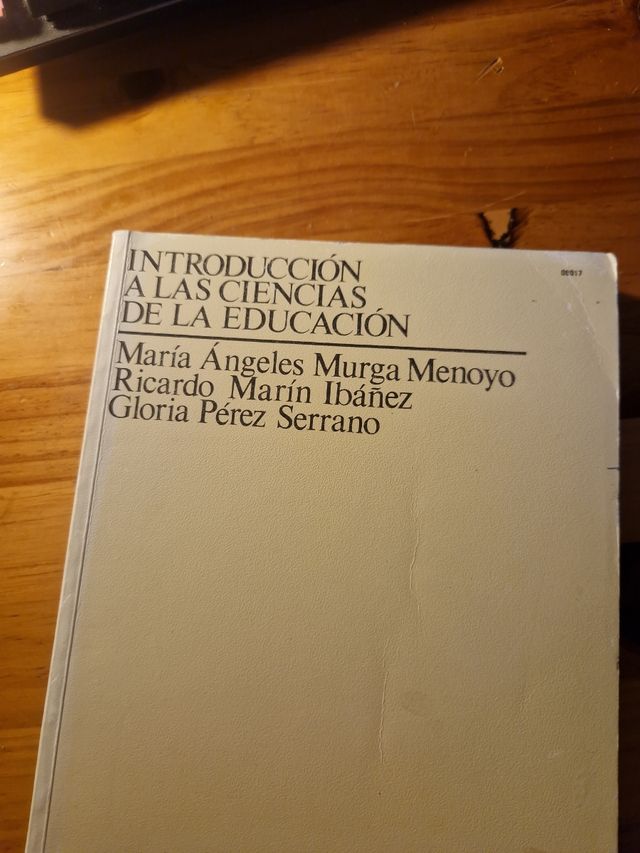 INTRODUCCIÓN
A LAS CIENCIAS
DE LA EDUCACIÓN
María Ángeles Murga Menoyo
Ricardo Marín Ibáñez
Gloria Pérez Serrano